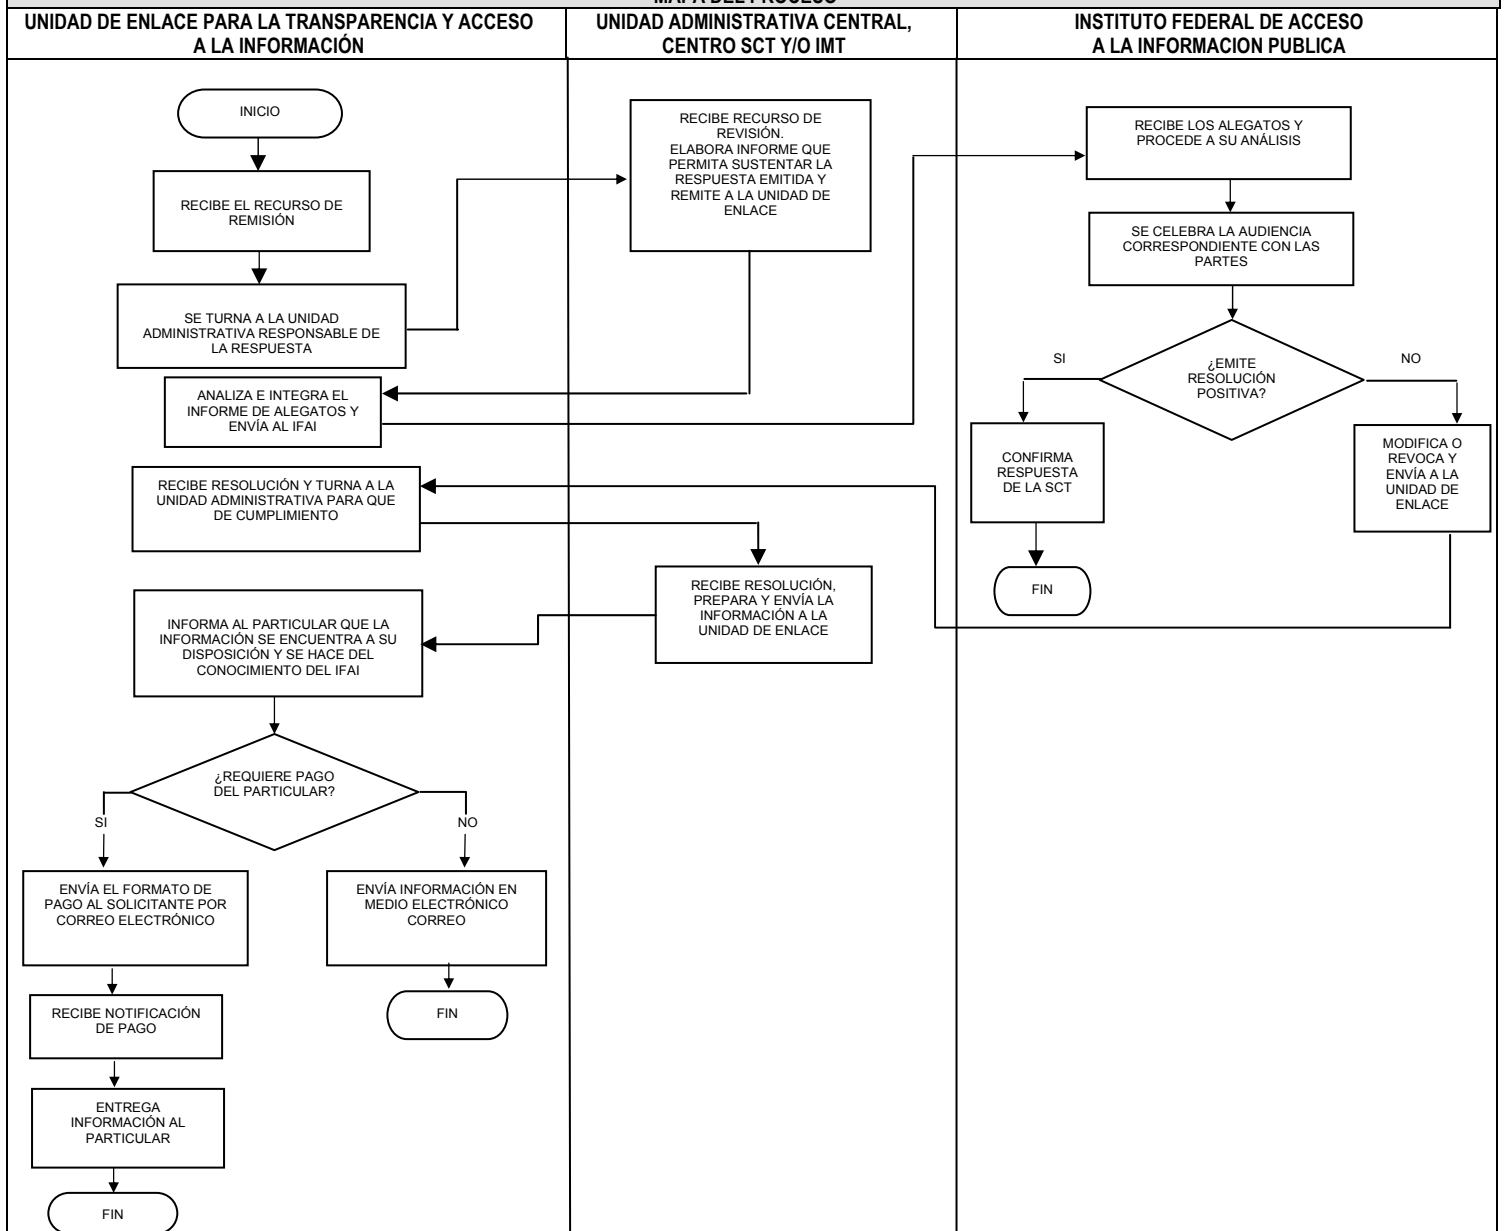 MAPA DEL PROCESO
UNIDAD DE ENLACE PARA LA TRANSPARENCIA Y ACCESO
A LA INFORMACIÓN
UNIDAD ADMINISTRATIVA CENTRAL,
CENTRO SCT Y/O IMT
INSTITUTO FEDERAL DE ACCESO
A LA INFORMACION PUBLICA
INICIO
RECIBE EL RECURSO DE
REMISIÓN
SE TURNA A LA UNIDAD
ADMINISTRATIVA RESPONSABLE DE
LA RESPUESTA
RECIBE RECURSO DE
REVISIÓN.
ELABORA INFORME QUE
PERMITA SUSTENTAR LA
RESPUESTA EMITIDA Y
REMITE A LA UNIDAD DE
ENLACE
ANALIZA E INTEGRA EL
INFORME DE ALEGATOS Y
ENVÍA AL IFAI
RECIBE LOS ALEGATOS Y
PROCEDE A SU ANÁLISIS
SE CELEBRA LA AUDIENCIA
CORRESPONDIENTE CON LAS
PARTES
¿EMITE
RESOLUCIÓN
POSITIVA?
SI
NO
CONFIRMA
RESPUESTA
DE LA SCT
FIN
MODIFICA O
REVOCA Y
ENVÍA A LA
UNIDAD DE
ENLACE
RECIBE RESOLUCIÓN Y TURNA A LA
UNIDAD ADMINISTRATIVA PARA QUE
DE CUMPLIMIENTO
RECIBE RESOLUCIÓN,
PREPARA Y ENVÍA LA
INFORMACIÓN A LA
UNIDAD DE ENLACE
INFORMA AL PARTICULAR QUE LA
INFORMACIÓN SE ENCUENTRA A SU
DISPOSICIÓN Y SE HACE DEL
CONOCIMIENTO DEL IFAI
¿REQUIERE PAGO
DEL PARTICULAR?
SI
NO
ENVÍA EL FORMATO DE
PAGO AL SOLICITANTE POR
CORREO ELECTRÓNICO
ENVÍA INFORMACIÓN EN
MEDIO ELECTRÓNICO
CORREO
RECIBE NOTIFICACIÓN
DE PAGO
FIN
ENTREGA
INFORMACIÓN AL
PARTICULAR
FIN